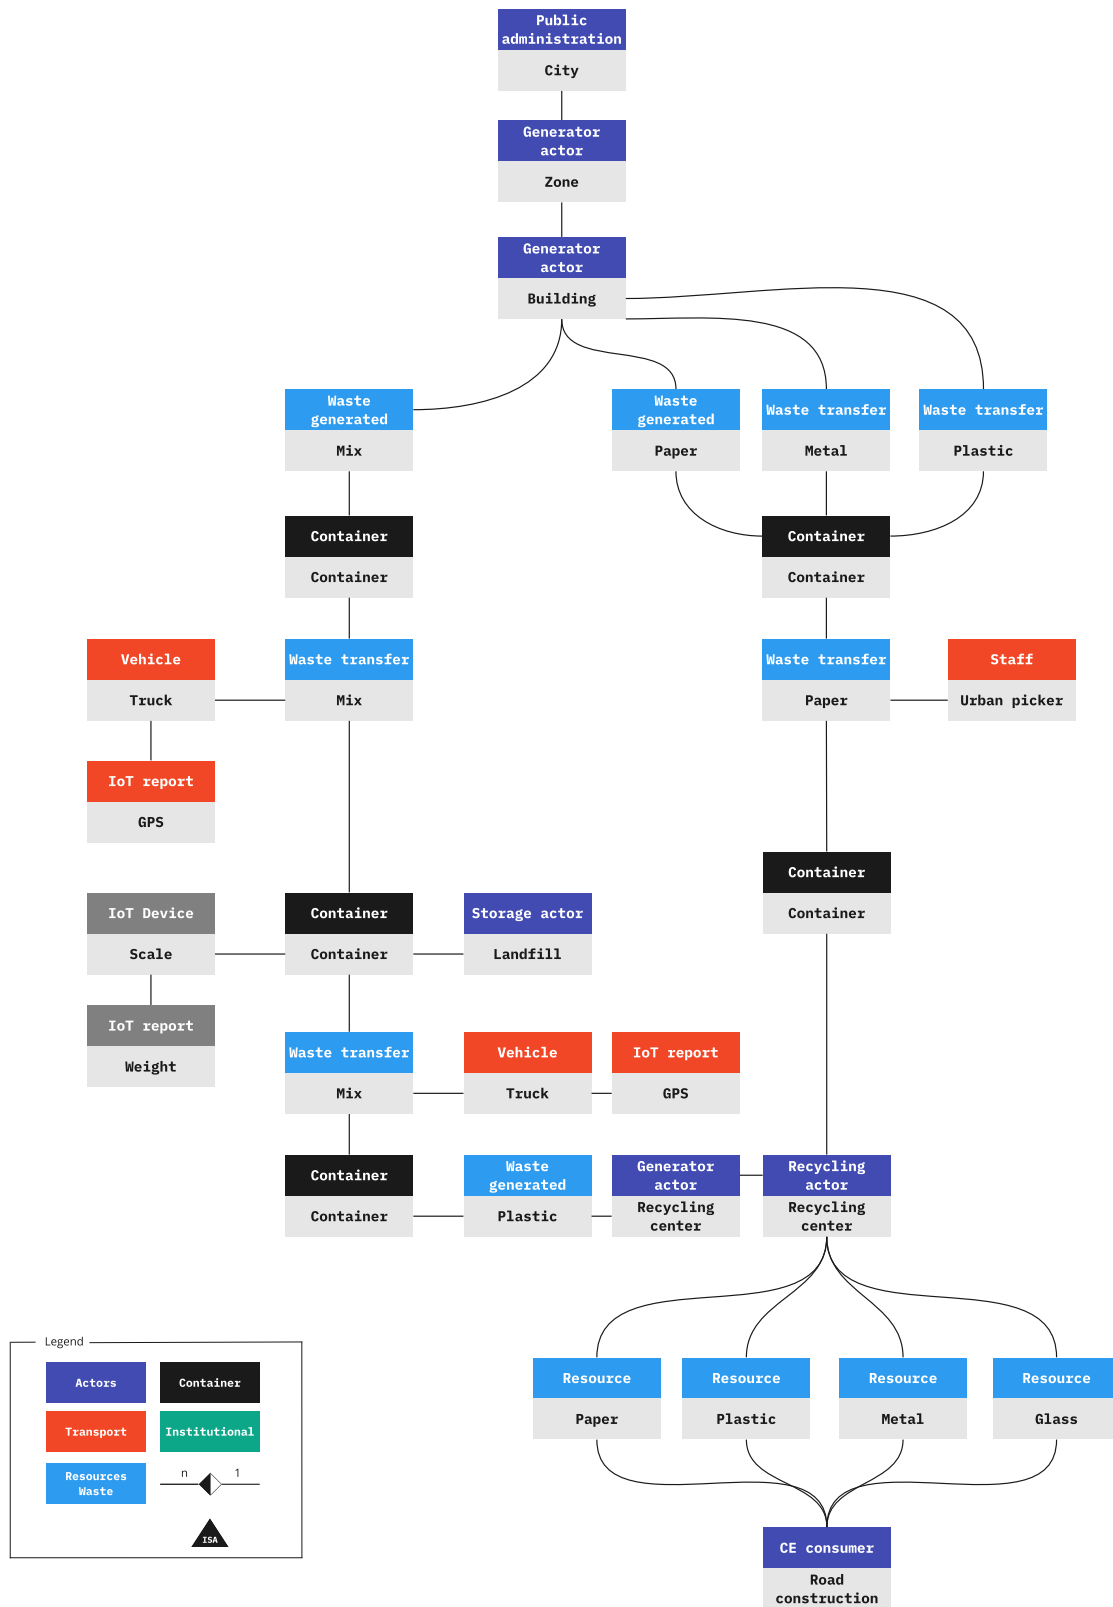 Public
administration
City
Generator
actor
Zone
Generator
actor
Building
Waste
generated
Mix
Waste
generated
Paper
Waste transfer
Metal
Waste transfer
Plastic
Container
Container
Container
Container
Vehicle
Truck
Waste transfer
Mix
Waste transfer
Paper
Staff
Urban picker
IoT report
GPS
Container
Container
IoT Device
Scale
Container
Container
Storage actor
Landfill
IoT report
Weight
Waste transfer
Mix
Vehicle
Truck
IoT report
GPS
Container
Container
Waste
generated
Plastic
Generator
actor
Recycling
center
Recycling
actor
Recycling
center
Resource
Paper
Resource
Plastic
Resource
Metal
Resource
Glass
CE consumer
Road
construction
Legend
Actors
Container
Transport
Institutional
Resources
Waste
n
1
ISA